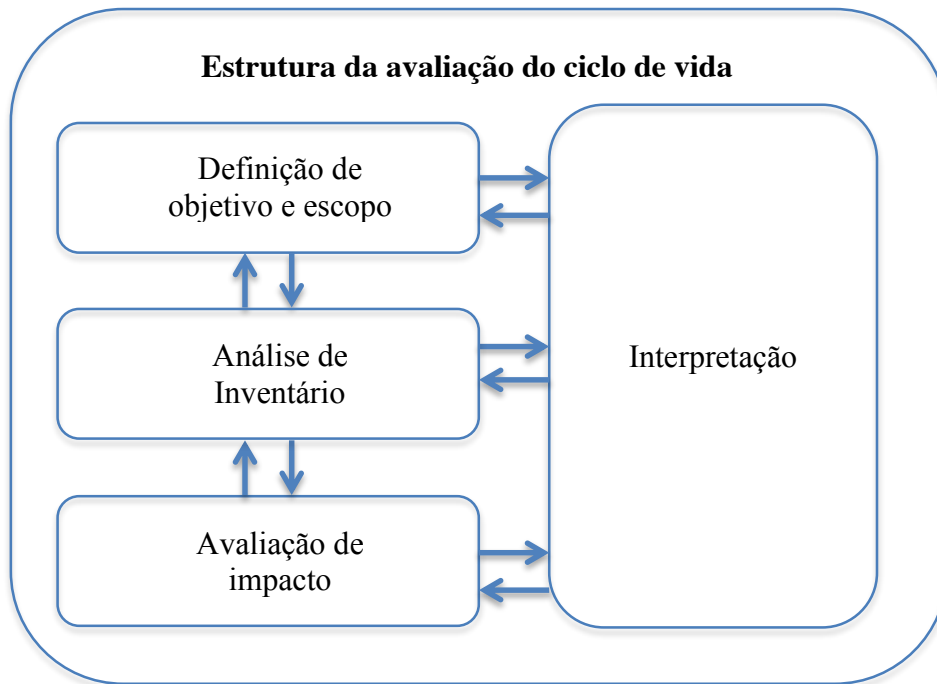 Estrutura da avaliação do ciclo de vida
Definição de
objetivo e escopo
Análise de
Inventário
Avaliação de
impacto
Interpretação